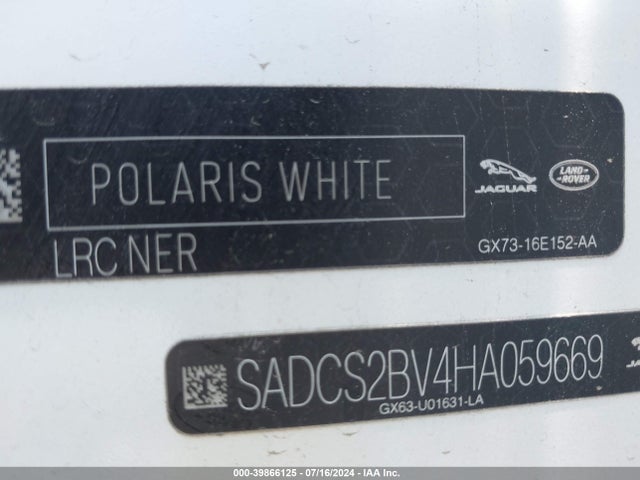 POLARIS WHITE
JAGUAR
LAND ROVER
LRC NER
GX73-16E152-AA
SADCS2BV4HA059669
GX63-U01631-LA
000-39866125 / 07/16/2024 - IAA Inc.